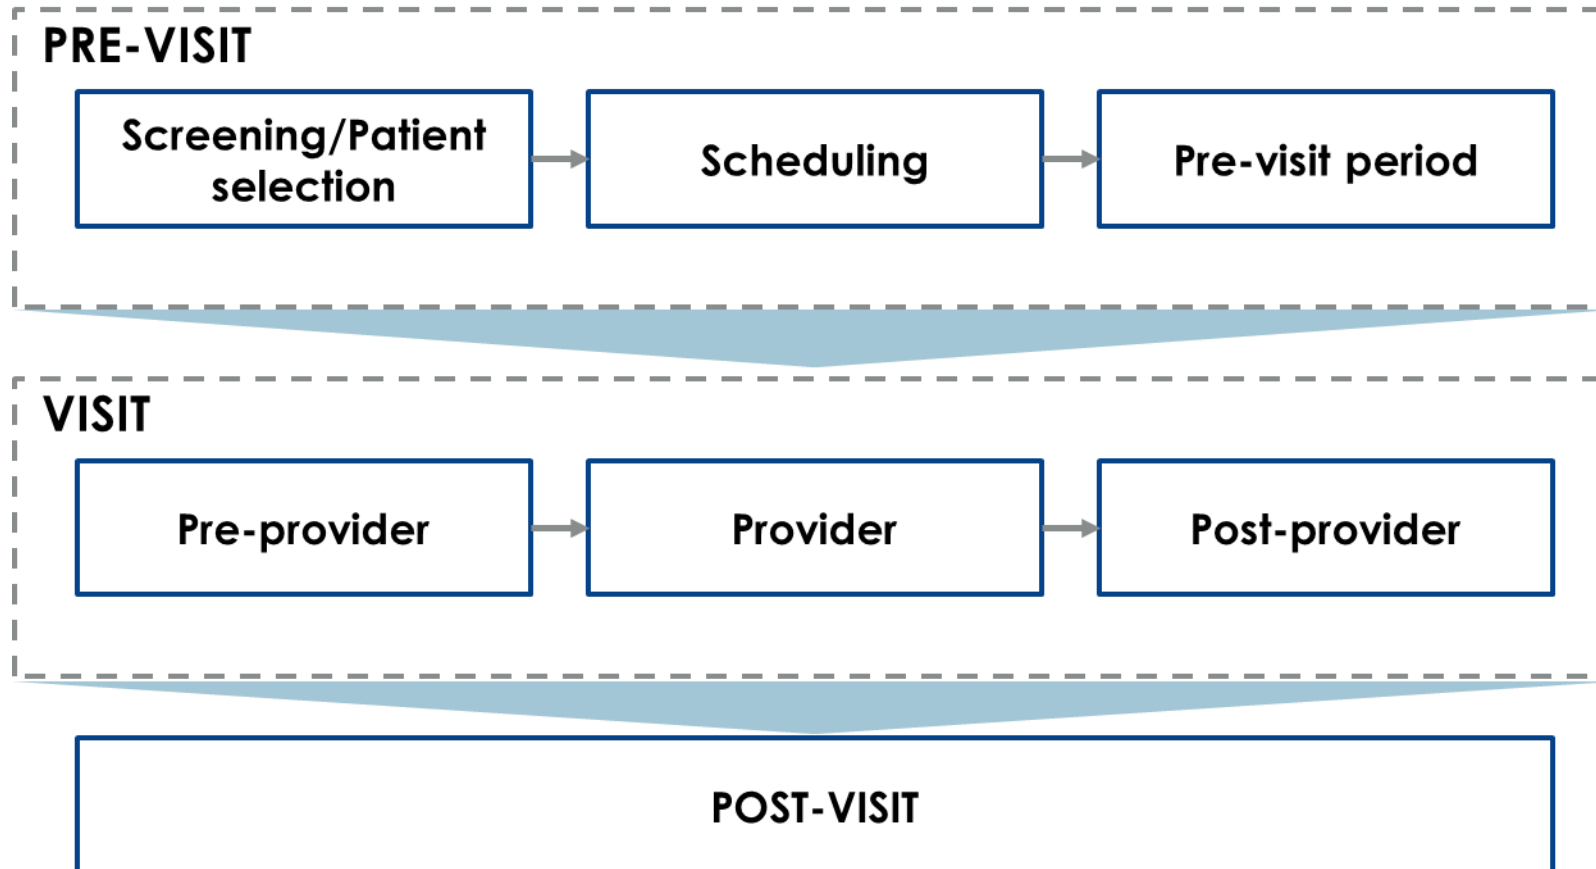 PRE-VISIT
Screening/Patient
selection
Scheduling
Pre-visit period
VISIT
Pre-provider
Provider
Post-provider
POST-VISIT